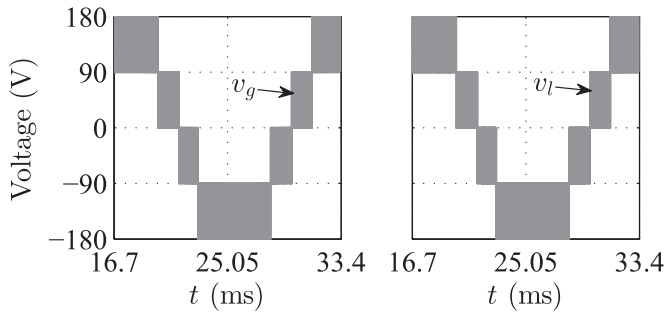 Voltage (V)
180
90
0
−90
−180
v_g
16.7 25.05 33.4
t (ms)
v_l
16.7 25.05 33.4
t (ms)